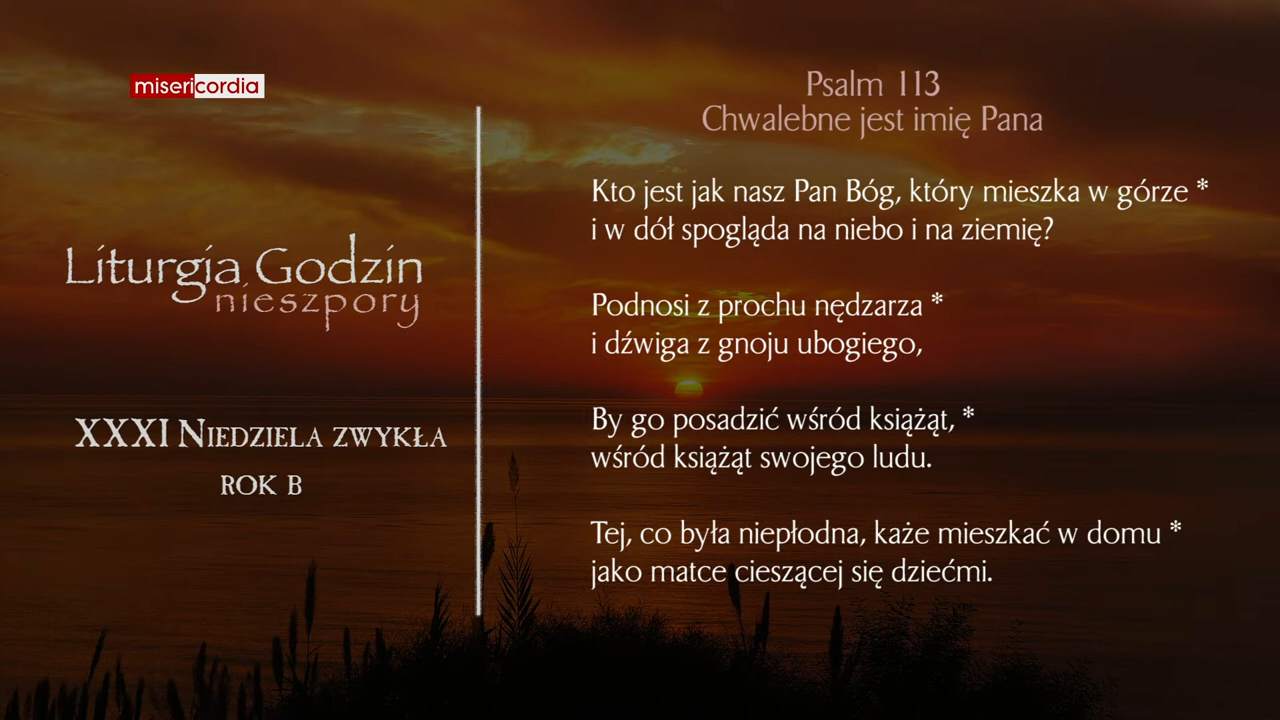 misericordia
Liturgia Godzin
nieszpory
XXXI Niedziela zwykła
rok B
Psalm 113
Chwalebne jest imię Pana
Kto jest jak nasz Pan Bóg, który mieszka w górze *
i w dół spogląda na niebo i na ziemię?
Podnosi z prochu nędzarza *
i dźwiga z gnoju ubogiego,
By go posadzić wśród książąt, *
wśród książąt swojego ludu.
Tej, co była niepłodna, każe mieszkać w domu *
jako matce cieszącej się dziećmi.